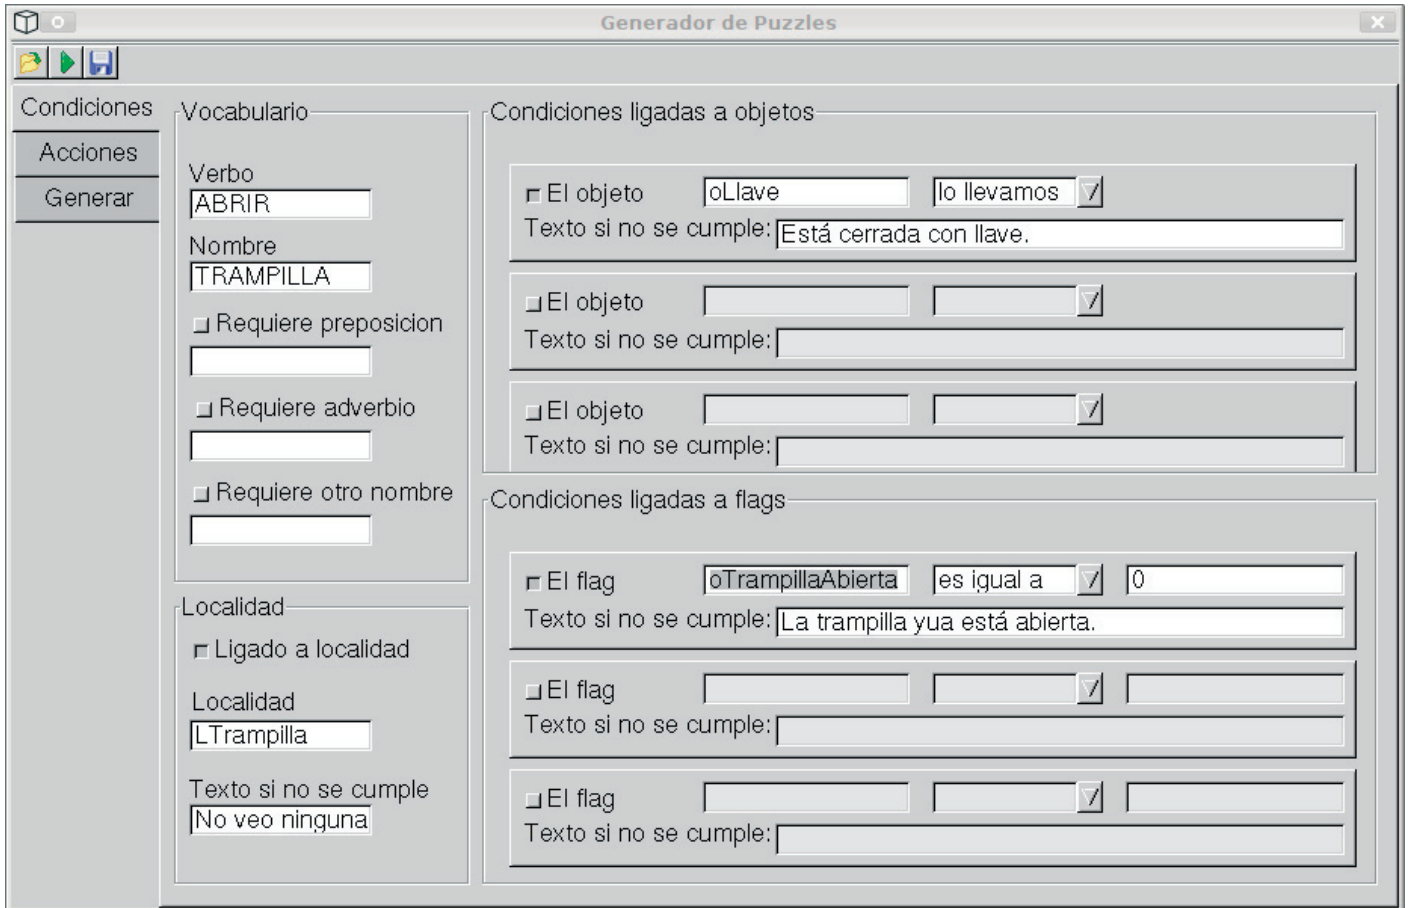 Generador de Puzzles
Condiciones
Acciones
Generar
Vocabulario
Verbo
ABRIR
Nombre
TRAMPILLA
Requiere preposicion
Requiere adverbio
Requiere otro nombre
Localidad
Ligado a localidad
Localidad
LTrampilla
Texto si no se cumple
No veo ninguna
Condiciones ligadas a objetos
El objeto oLlave lo llevamos
Texto si no se cumple: Está cerrada con llave.
El objeto
Texto si no se cumple:
El objeto
Texto si no se cumple:
Condiciones ligadas a flags
El flag oTrampillaAbierta es igual a 0
Texto si no se cumple: La trampilla yua está abierta.
El flag
Texto si no se cumple:
El flag
Texto si no se cumple: